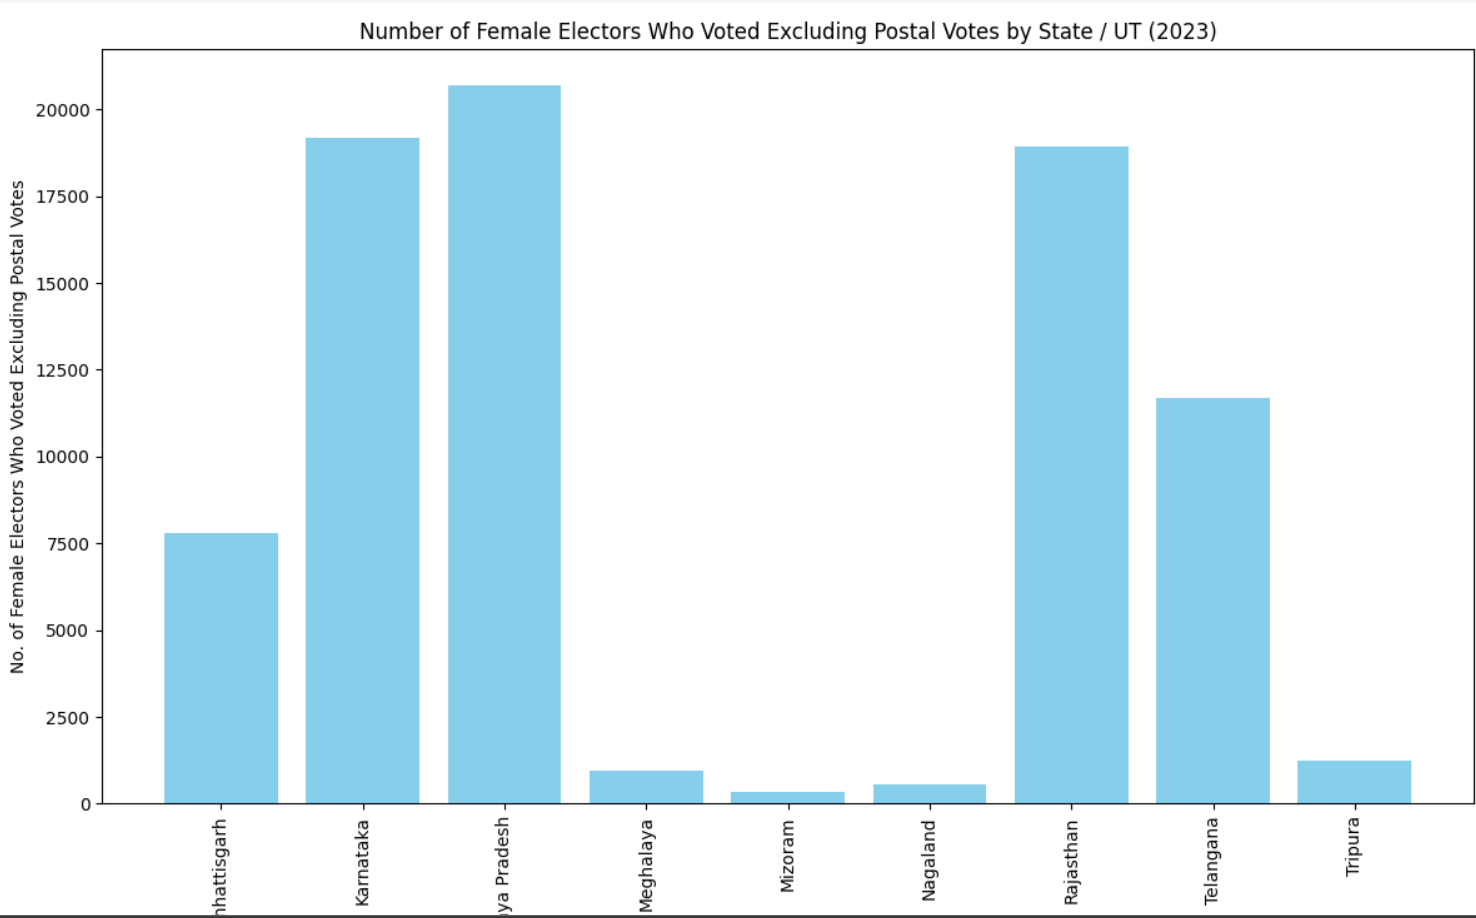 Number of Female Electors Who Voted Excluding Postal Votes by State / UT (2023)
No. of Female Electors Who Voted Excluding Postal Votes
20000
17500
15000
12500
10000
7500
5000
2500
0
hhattisgarh
Karnataka
ya Pradesh
Meghalaya
Mizoram
Nagaland
Rajasthan
Telangana
Tripura